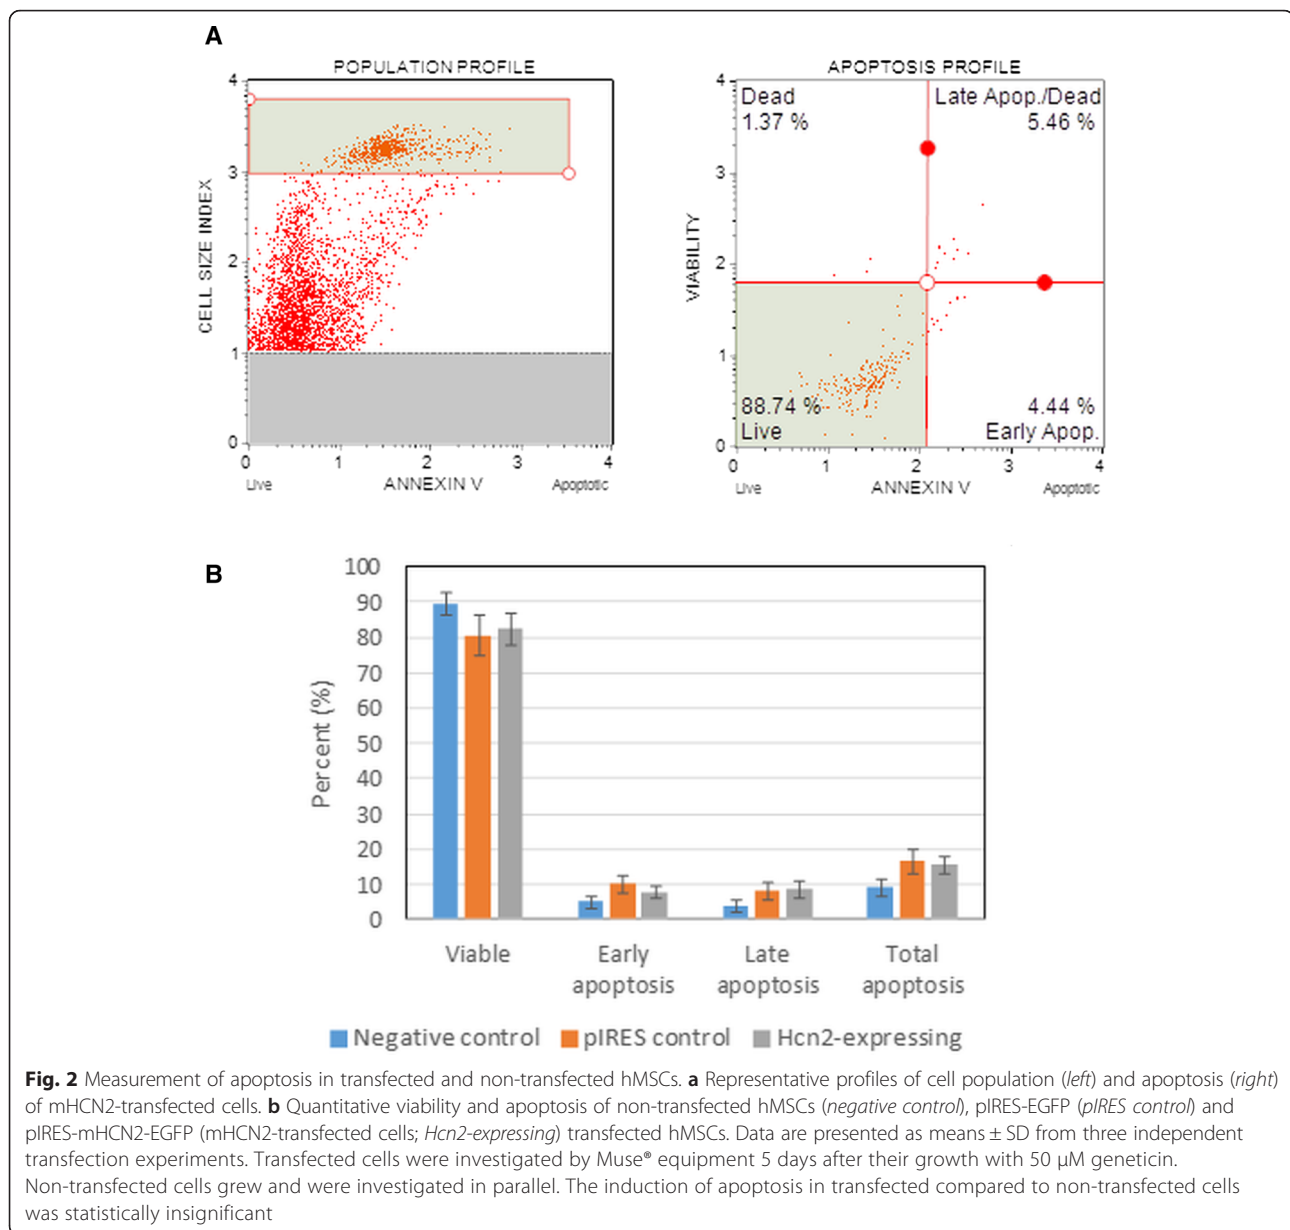 A
POPULATION PROFILE
4
3
2
1
0
CELL SIZE INDEX
0 1 2 3 4
Live ANNEXIN V Apoptotic
APOPTOSIS PROFILE
4
3
2
1
0
VIABILITY
Dead
1.37 %
Late Apop./Dead
5.46 %
88.74 %
Live
4.44 %
Early Apop.
0 1 2 3 4
Live ANNEXIN V Apoptotic
B
100
90
80
70
60
50
40
30
20
10
0
Percent (%)
Viable
Early
apoptosis
Late
apoptosis
Total
apoptosis
Negative control pIRES control Hcn2-expressing
Fig. 2 Measurement of apoptosis in transfected and non-transfected hMSCs. a Representative profiles of cell population (left) and apoptosis (right)
of mHCN2-transfected cells. b Quantitative viability and apoptosis of non-transfected hMSCs (negative control), pIRES-EGFP (pIRES control) and
pIRES-mHCN2-EGFP (mHCN2-transfected cells; Hcn2-expressing) transfected hMSCs. Data are presented as means ± SD from three independent
transfection experiments. Transfected cells were investigated by Muse® equipment 5 days after their growth with 50 μM geneticin.
Non-transfected cells grew and were investigated in parallel. The induction of apoptosis in transfected compared to non-transfected cells
was statistically insignificant